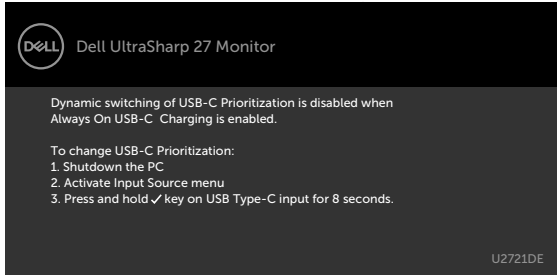 DELL
Dell UltraSharp 27 Monitor
Dynamic switching of USB-C Prioritization is disabled when
Always On USB-C Charging is enabled.
To change USB-C Prioritization:
1. Shutdown the PC
2. Activate Input Source menu
3. Press and hold ✓ key on USB Type-C input for 8 seconds.
U2721DE